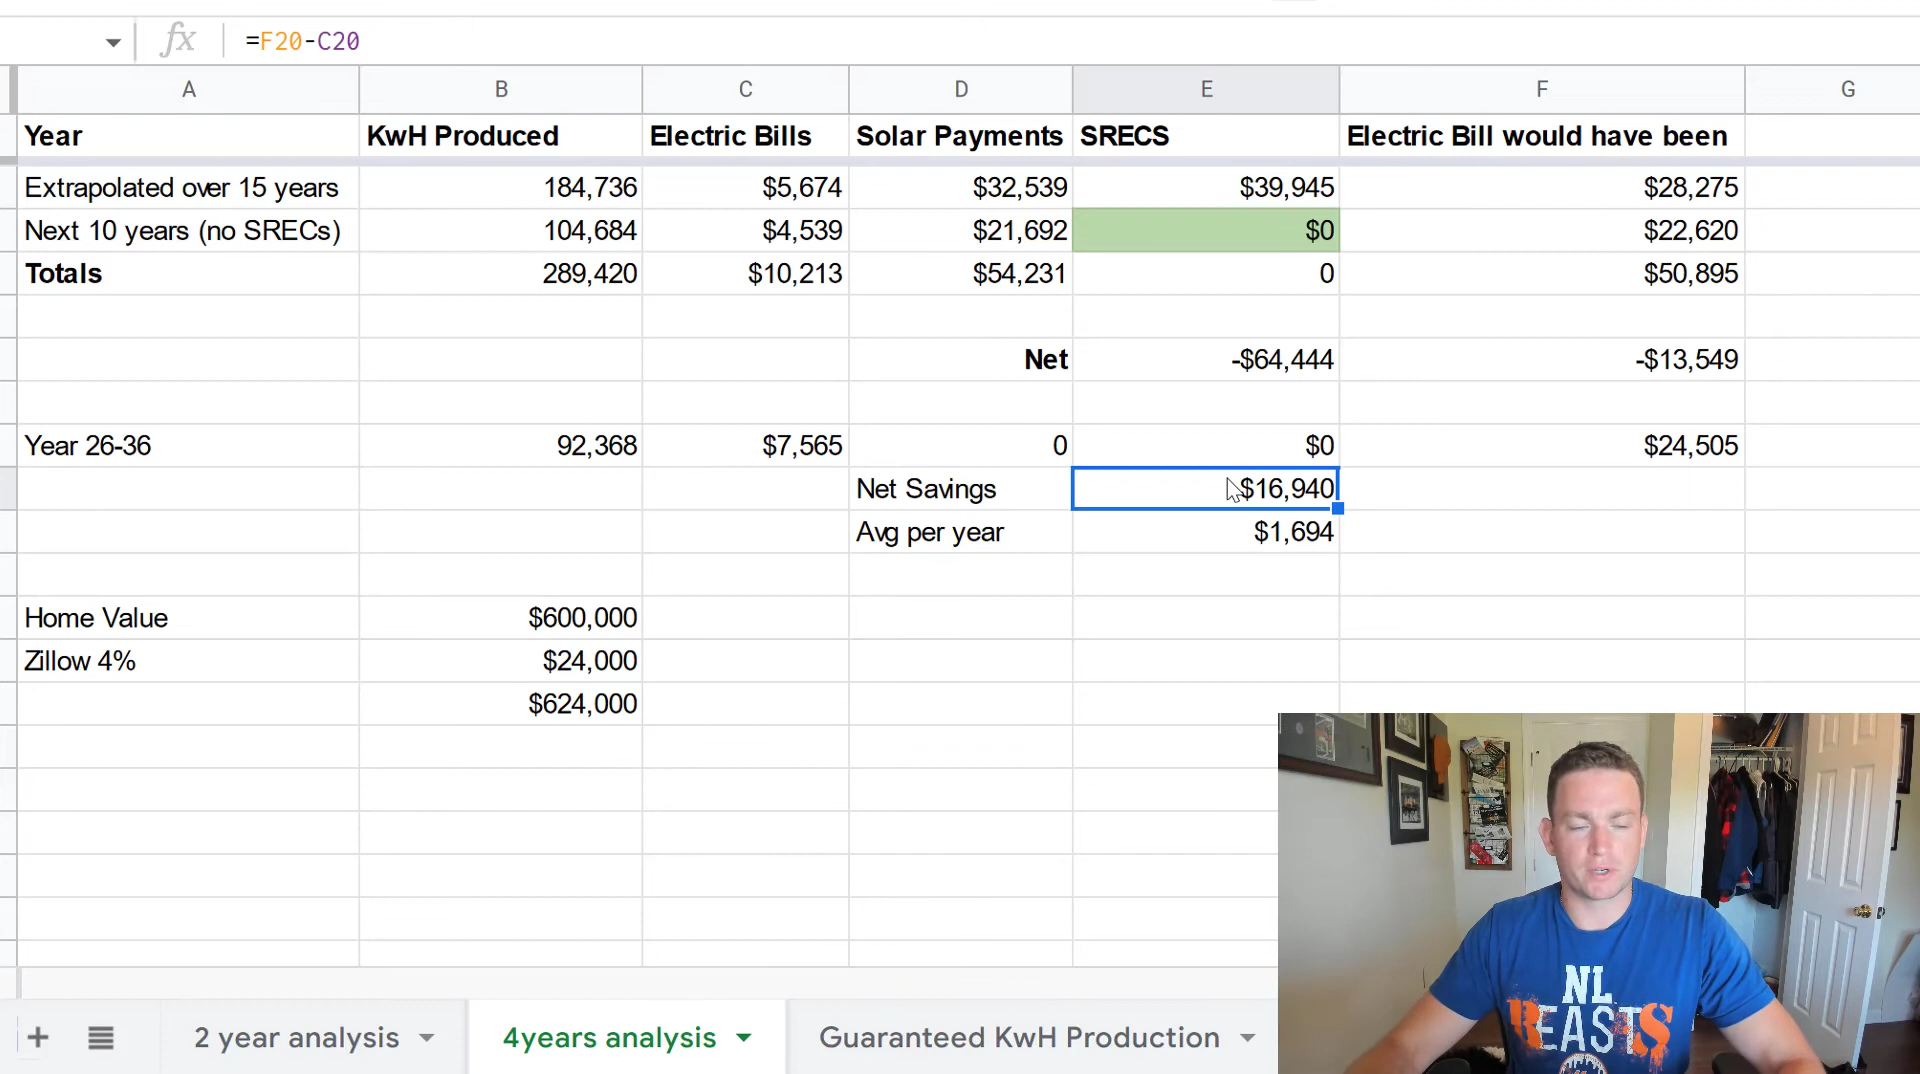 fx =F20-C20
A B C D E F G
Year KwH Produced Electric Bills Solar Payments SRECS Electric Bill would have been
Extrapolated over 15 years 184,736 $5,674 $32,539 $39,945 $28,275
Next 10 years (no SRECs) 104,684 $4,539 $21,692 $0 $22,620
Totals 289,420 $10,213 $54,231 0 $50,895
Net -$64,444 -$13,549
Year 26-36 92,368 $7,565 0 $0 $24,505
Net Savings $16,940
Avg per year $1,694
Home Value $600,000
Zillow 4% $24,000
$624,000
NL
BEASTS
2 year analysis 4years analysis Guaranteed KwH Production